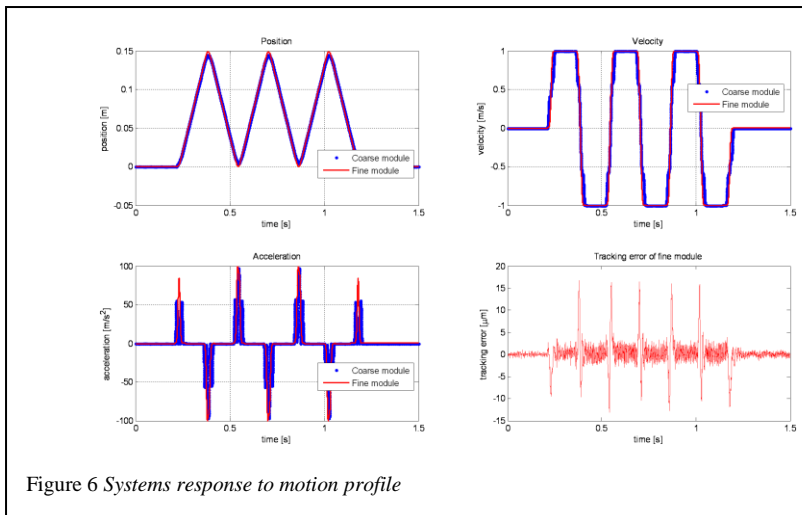 Position
0.15
0.1
0.05
0
-0.05
0
0.5
1
1.5
position [m]
time [s]
Coarse module
Fine module
Velocity
1
0.5
0
-0.5
-1
0
0.5
1
1.5
velocity [m/s]
time [s]
Coarse module
Fine module
Acceleration
100
50
0
-50
-100
0
0.5
1
1.5
acceleration [m/s²]
time [s]
Coarse module
Fine module
Tracking error of fine module
20
15
10
5
0
-5
-10
-15
0
0.5
1
1.5
tracking error [μm]
time [s]
Figure 6 Systems response to motion profile